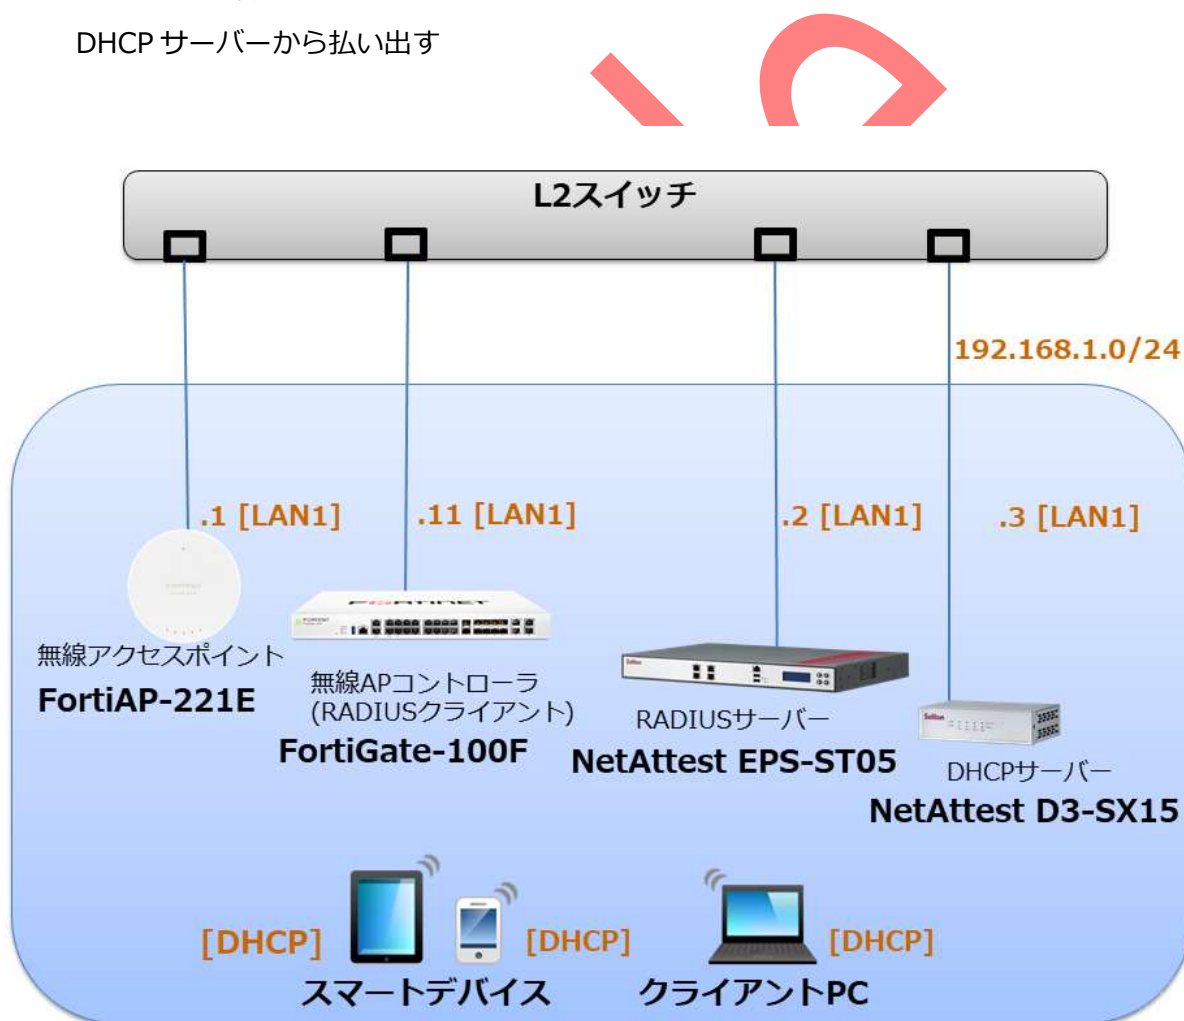 DHCP サーバーから払い出す
L2スイッチ
192.168.1.0/24
.1 [LAN1]
.11 [LAN1]
.2 [LAN1]
.3 [LAN1]
FORTINET
無線アクセスポイント
FortiAP-221E
無線APコントローラ
(RADIUSクライアント)
FortiGate-100F
RADIUSサーバー
NetAttest EPS-ST05
DHCPサーバー
NetAttest D3-SX15
[DHCP]
[DHCP]
[DHCP]
スマートデバイス
クライアントPC